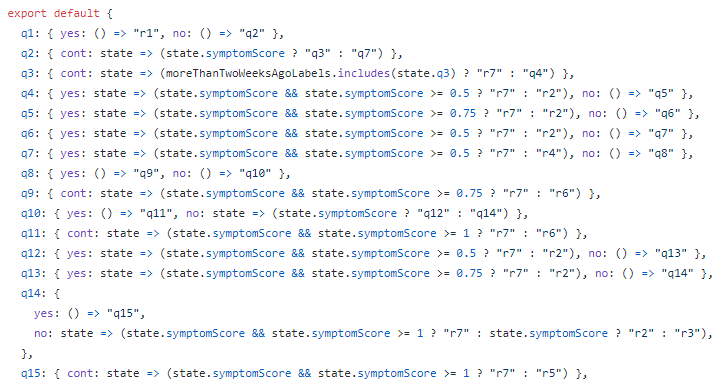 export default {
  q1: { yes: () => "r1", no: () => "q2" },
  q2: { cont: state => (state.symptomScore ? "q3" : "q7") },
  q3: { cont: state => (moreThanTwoWeeksAgoLabels.includes(state.q3) ? "r7" : "q4") },
  q4: { yes: state => (state.symptomScore && state.symptomScore >= 0.5 ? "r7" : "r2"), no: () => "q5" },
  q5: { yes: state => (state.symptomScore && state.symptomScore >= 0.75 ? "r7" : "r2"), no: () => "q6" },
  q6: { yes: state => (state.symptomScore && state.symptomScore >= 0.5 ? "r7" : "r2"), no: () => "q7" },
  q7: { yes: state => (state.symptomScore && state.symptomScore >= 0.5 ? "r7" : "r4"), no: () => "q8" },
  q8: { yes: () => "q9", no: () => "q10" },
  q9: { cont: state => (state.symptomScore && state.symptomScore >= 0.75 ? "r7" : "r6") },
  q10: { yes: () => "q11", no: state => (state.symptomScore ? "q12" : "q14") },
  q11: { cont: state => (state.symptomScore && state.symptomScore >= 1 ? "r7" : "r6") },
  q12: { yes: state => (state.symptomScore && state.symptomScore >= 0.5 ? "r7" : "r2"), no: () => "q13" },
  q13: { yes: state => (state.symptomScore && state.symptomScore >= 0.75 ? "r7" : "r2"), no: () => "q14" },
  q14: {
    yes: () => "q15",
    no: state => (state.symptomScore && state.symptomScore >= 1 ? "r7" : state.symptomScore ? "r2" : "r3"),
  },
  q15: { cont: state => (state.symptomScore && state.symptomScore >= 1 ? "r7" : "r5") },